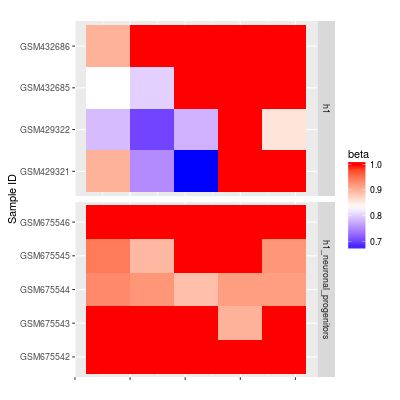 GSM432686
GSM432685
GSM429322
GSM429321
h1
Sample ID
GSM675546
GSM675545
GSM675544
GSM675543
GSM675542
h1_neuronal_progenitors
beta
1.0
0.9
0.8
0.7